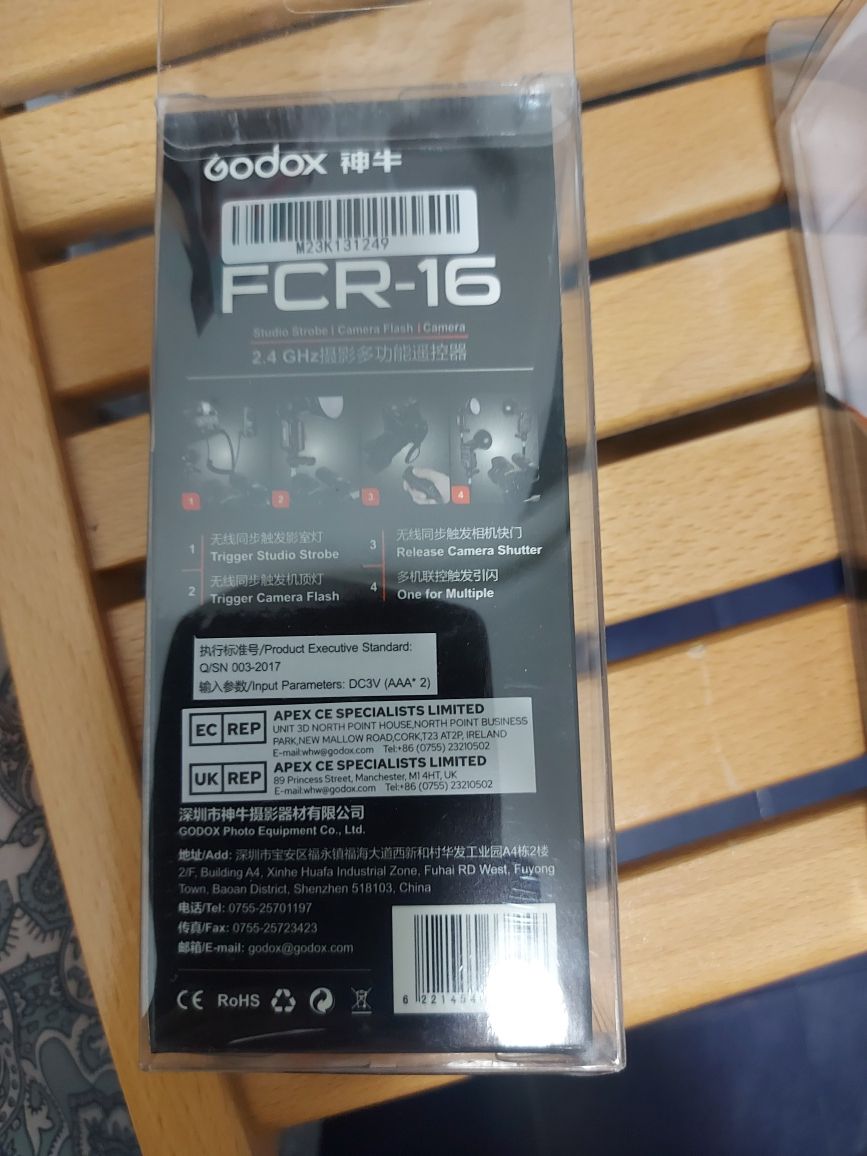 Godox 神牛
M23K131249
FCR-16
Studio Strobe | Camera Flash | Camera
2.4 GHz摄影多功能遥控器
1
2
3
4
1 无线同步触发影室灯
Trigger Studio Strobe
2 无线同步触发机顶灯
Trigger Camera Flash
3 无线同步触发相机快门
Release Camera Shutter
4 多机联控触发引闪
One for Multiple
执行标准号/Product Executive Standard:
Q/SN 003-2017
输入参数/Input Parameters: DC3V (AAA* 2)
EC REP
APEX CE SPECIALISTS LIMITED
UNIT 3D NORTH POINT HOUSE,NORTH POINT BUSINESS
PARK,NEW MALLOW ROAD,CORK,T23 AT2P, IRELAND
E-mail:whw@godox.com Tel:+86 (0755) 23210502
UK REP
APEX CE SPECIALISTS LIMITED
89 Princess Street, Manchester, M1 4HT, UK
E-mail:whw@godox.com Tel:+86 (0755) 23210502
深圳市神牛摄影器材有限公司
GODOX Photo Equipment Co., Ltd.
地址/Add: 深圳市宝安区福永镇福海大道西新和村华发工业园A4栋2楼
2/F, Building A4, Xinhe Huafa Industrial Zone, Fuhai RD West, Fuyong
Town, Baoan District, Shenzhen 518103, China
电话/Tel: 0755-25701197
传真/Fax: 0755-25723423
邮箱/E-mail: godox@godox.com
CE RoHS